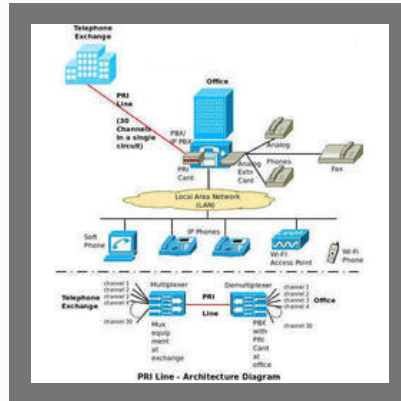 Telephone
Exchange
Office
PRI
Line
(30
Channels
in a single
circuit)
PBX/
IP PBX
PRI
Card
Analog
Extn
Card
Analog
Phones
Fax
Local Area Network
(LAN)
Soft
Phone
IP Phones
Wi-Fi
Access Point
Wi-Fi
Phone
Telephone
Exchange
channel 1
channel 2
channel 3
channel 4
channel 30
Multiplexer
Mux
equip
ment
at
exchange
PRI
Line
Demultiplexer
PBX
with
PRI
Card
at
office
channel 1
channel 2
channel 3
channel 4
channel 30
Office
PRI Line - Architecture Diagram